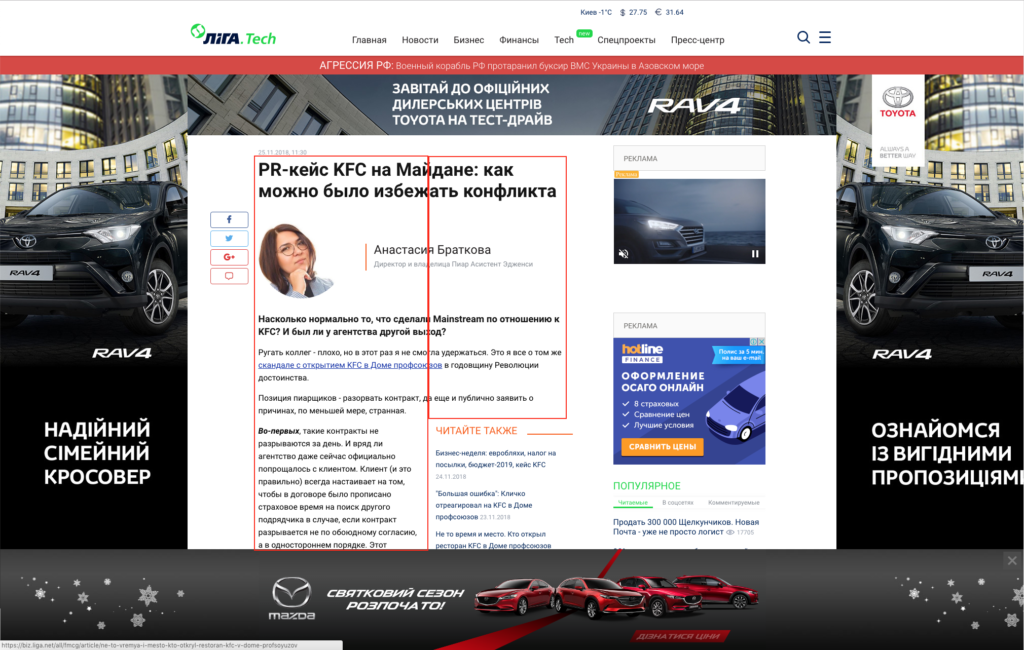 Киев -1°C $ 27.75 € 31.64
ЛІГА.Tech
Главная Новости Бизнес Финансы Tech new Спецпроекты Пресс-центр
АГРЕССИЯ РФ: Военный корабль РФ протаранил буксир ВМС Украины в Азовском море
ЗАВІТАЙ ДО ОФІЦІЙНИХ
ДИЛЕРСЬКИХ ЦЕНТРІВ
TOYOTA НА ТЕСТ-ДРАЙВ
RAV4
TOYOTA
ALWAYS A
BETTER WAY
25.11.2018, 11:30
PR-кейс KFC на Майдане: как
можно было избежать конфликта
Анастасия Браткова
Директор и владелица Пиар Асистент Эдженси
Насколько нормально то, что сделали Mainstream по отношению к
KFC? И был ли у агентства другой выход?
Ругать коллег - плохо, но в этот раз я не смогла удержаться. Это я все о том же
скандале с открытием KFC в Доме профсоюзов в годовщину Революции
достоинства.
Позиция пиарщиков - разорвать контракт, да еще и публично заявить о
причинах, по меньшей мере, странная.
Во-первых, такие контракты не
разрываются за день. И вряд ли
агентство даже сейчас официально
попрощалось с клиентом. Клиент (и это
правильно) всегда настаивает на том,
чтобы в договоре было прописано
страховое время на поиск другого
подрядчика в случае, если контракт
разрывается не по обоюдному согласию,
а в одностороннем порядке. Этот
ЧИТАЙТЕ ТАКЖЕ
Бизнес-неделя: евробляхи, налог на
посылки, бюджет-2019, кейс KFC
24.11.2018
"Большая ошибка": Кличко
отреагировал на KFC в Доме
профсоюзов 23.11.2018
Не то время и место. Кто открыл
ресторан KFC в Доме профсоюзов
РЕКЛАМА
Реклама
РЕКЛАМА
hotline
FINANCE
Полис за 5 мин.
на ваш e-mail
ОФОРМЛЕНИЕ
ОСАГО ОНЛАЙН
8 страховых
Сравнение цен
Лучшие условия
СРАВНИТЬ ЦЕНЫ
ПОПУЛЯРНОЕ
Читаемые В соцсетях Комментируемые
Продать 300 000 Щелкунчиков. Новая
Почта - уже не просто логист 17705
RAV4
RAV4
НАДІЙНИЙ
СІМЕЙНИЙ
КРОСОВЕР
RAV4
RAV4
ОЗНАЙОМСЯ
ІЗ ВИГІДНИМИ
ПРОПОЗИЦІЯМИ
mazda
СВЯТКОВИЙ СЕЗОН
РОЗПОЧАТО!
ДІЗНАТИСЯ ЦІНИ
https://biz.liga.net/all/fmcg/article/ne-to-vremya-i-mesto-kto-otkryl-restoran-kfc-v-dome-profsoyuzov